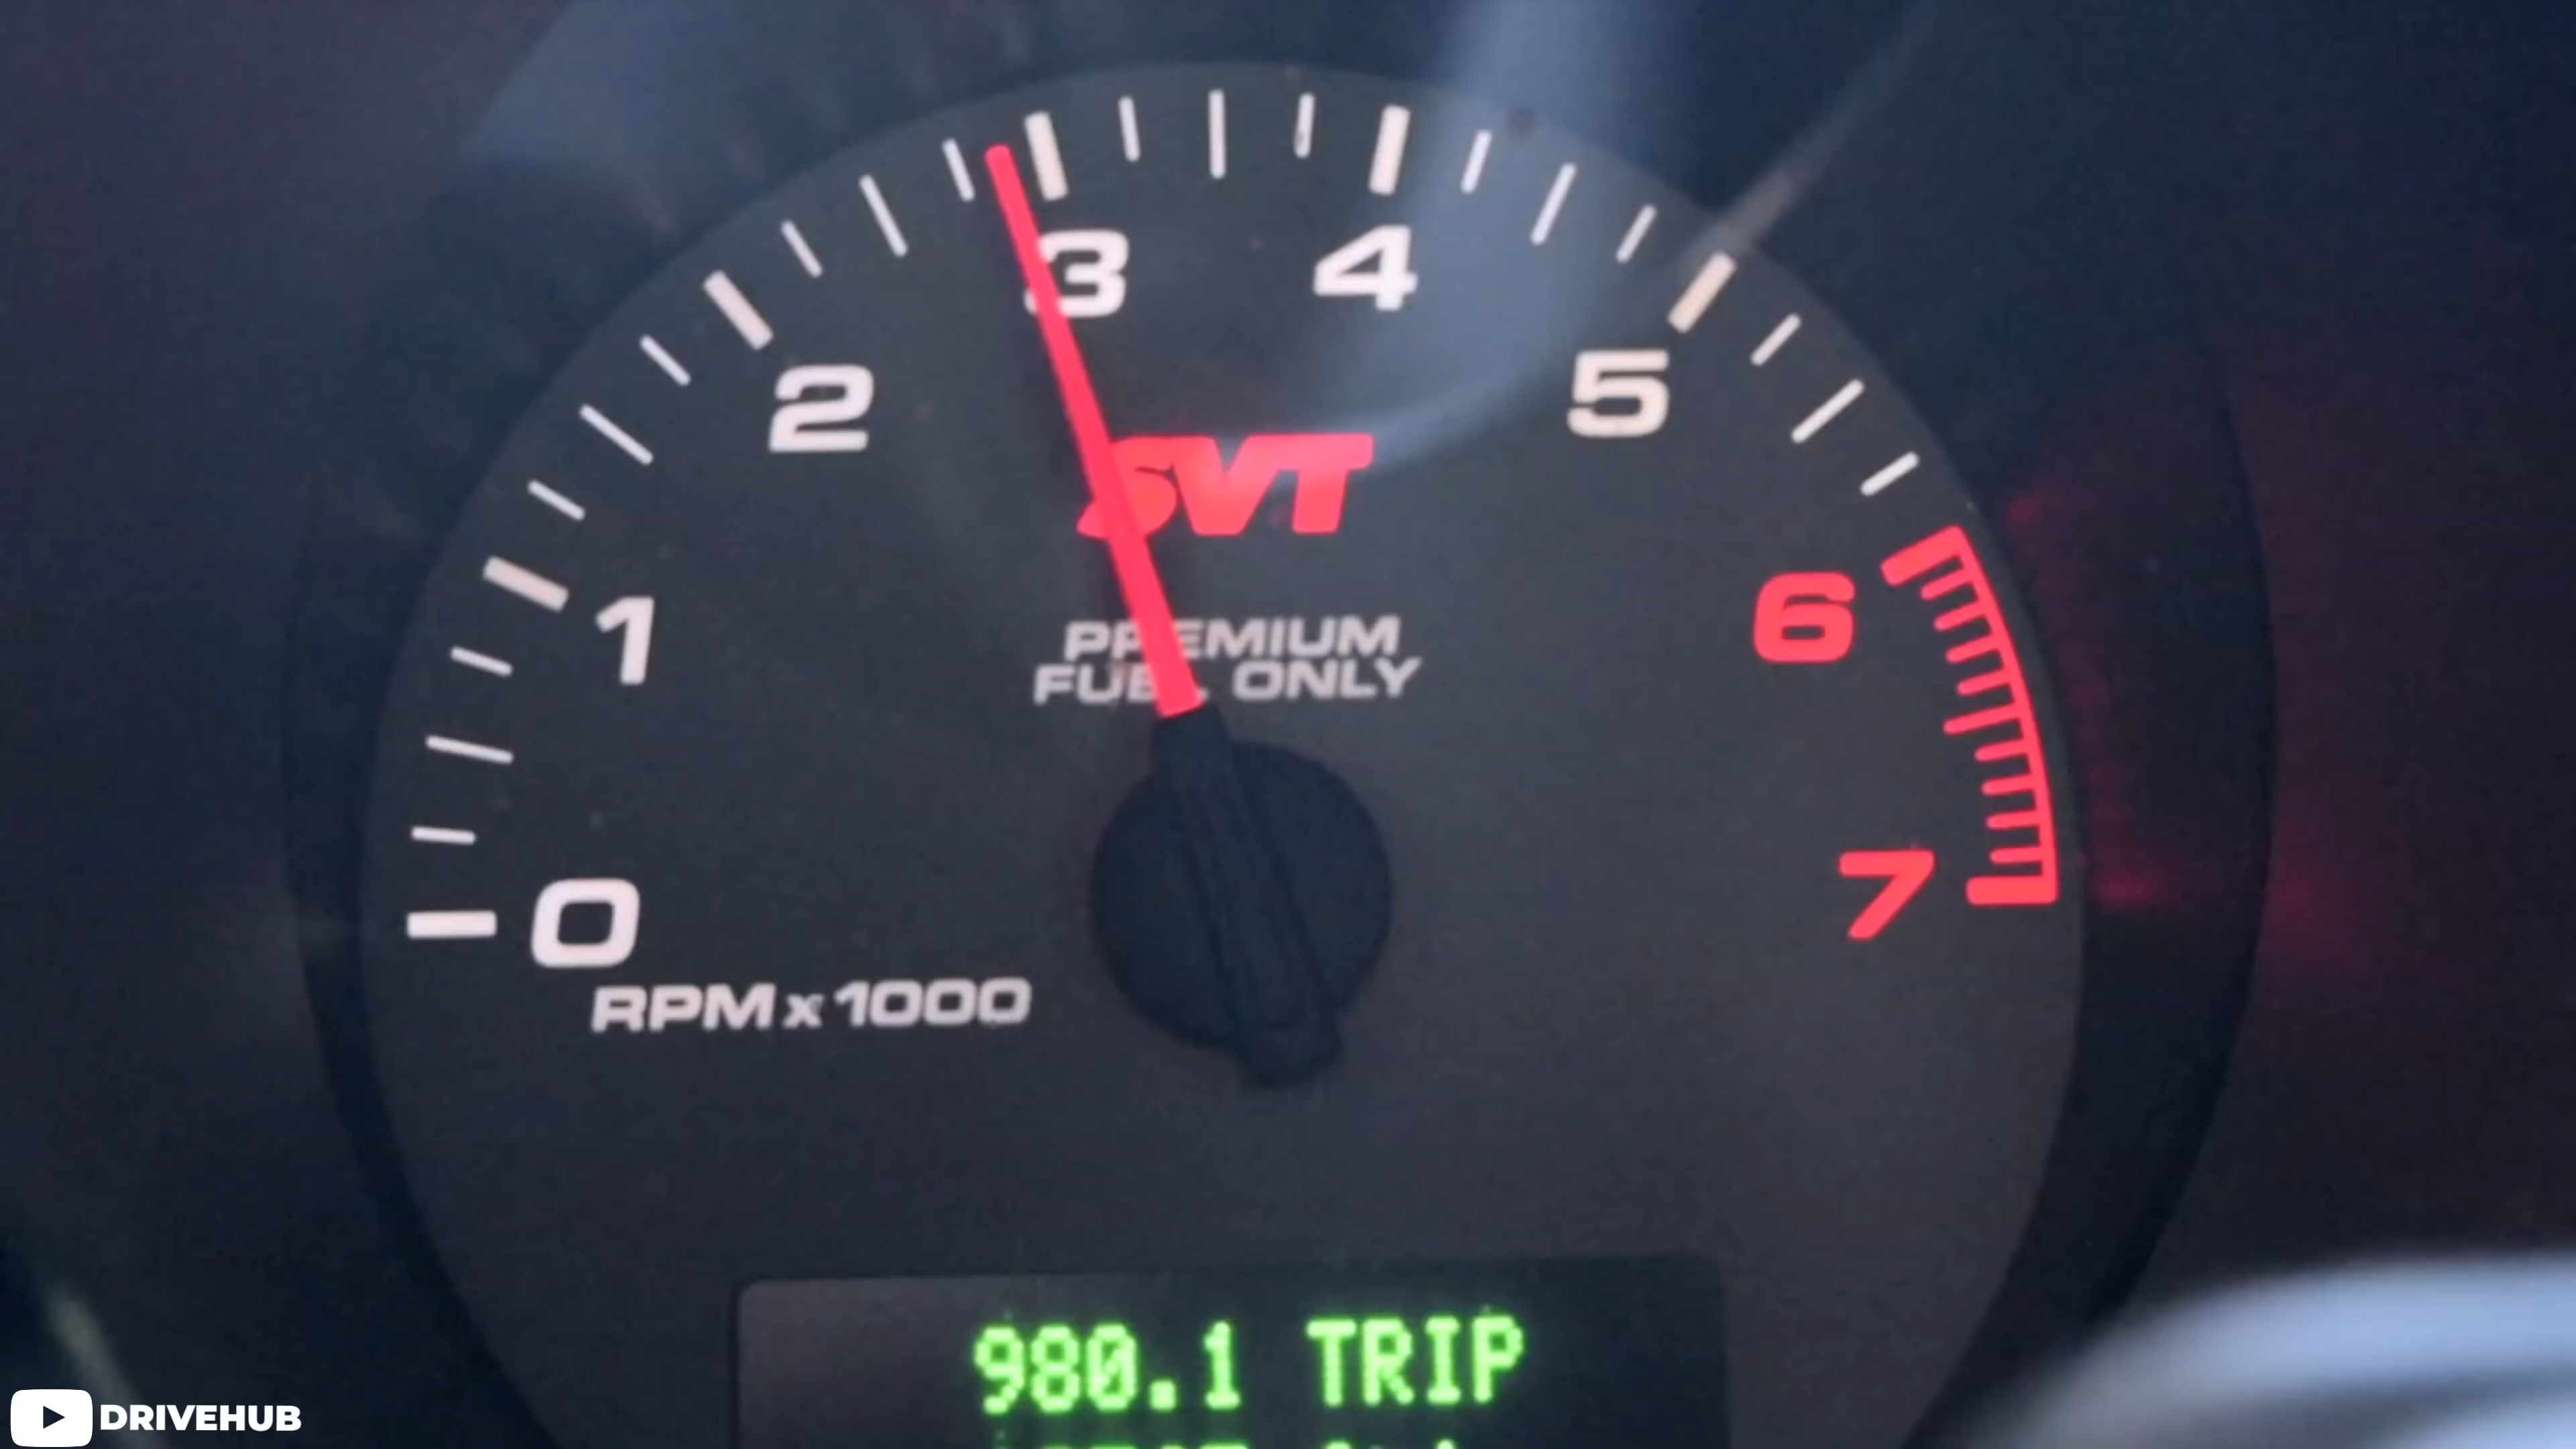 3 4
2 5
SVT
PREMIUM
FUEL ONLY
1 6
0 7
RPM x 1000
980.1 TRIP
DRIVEHUB